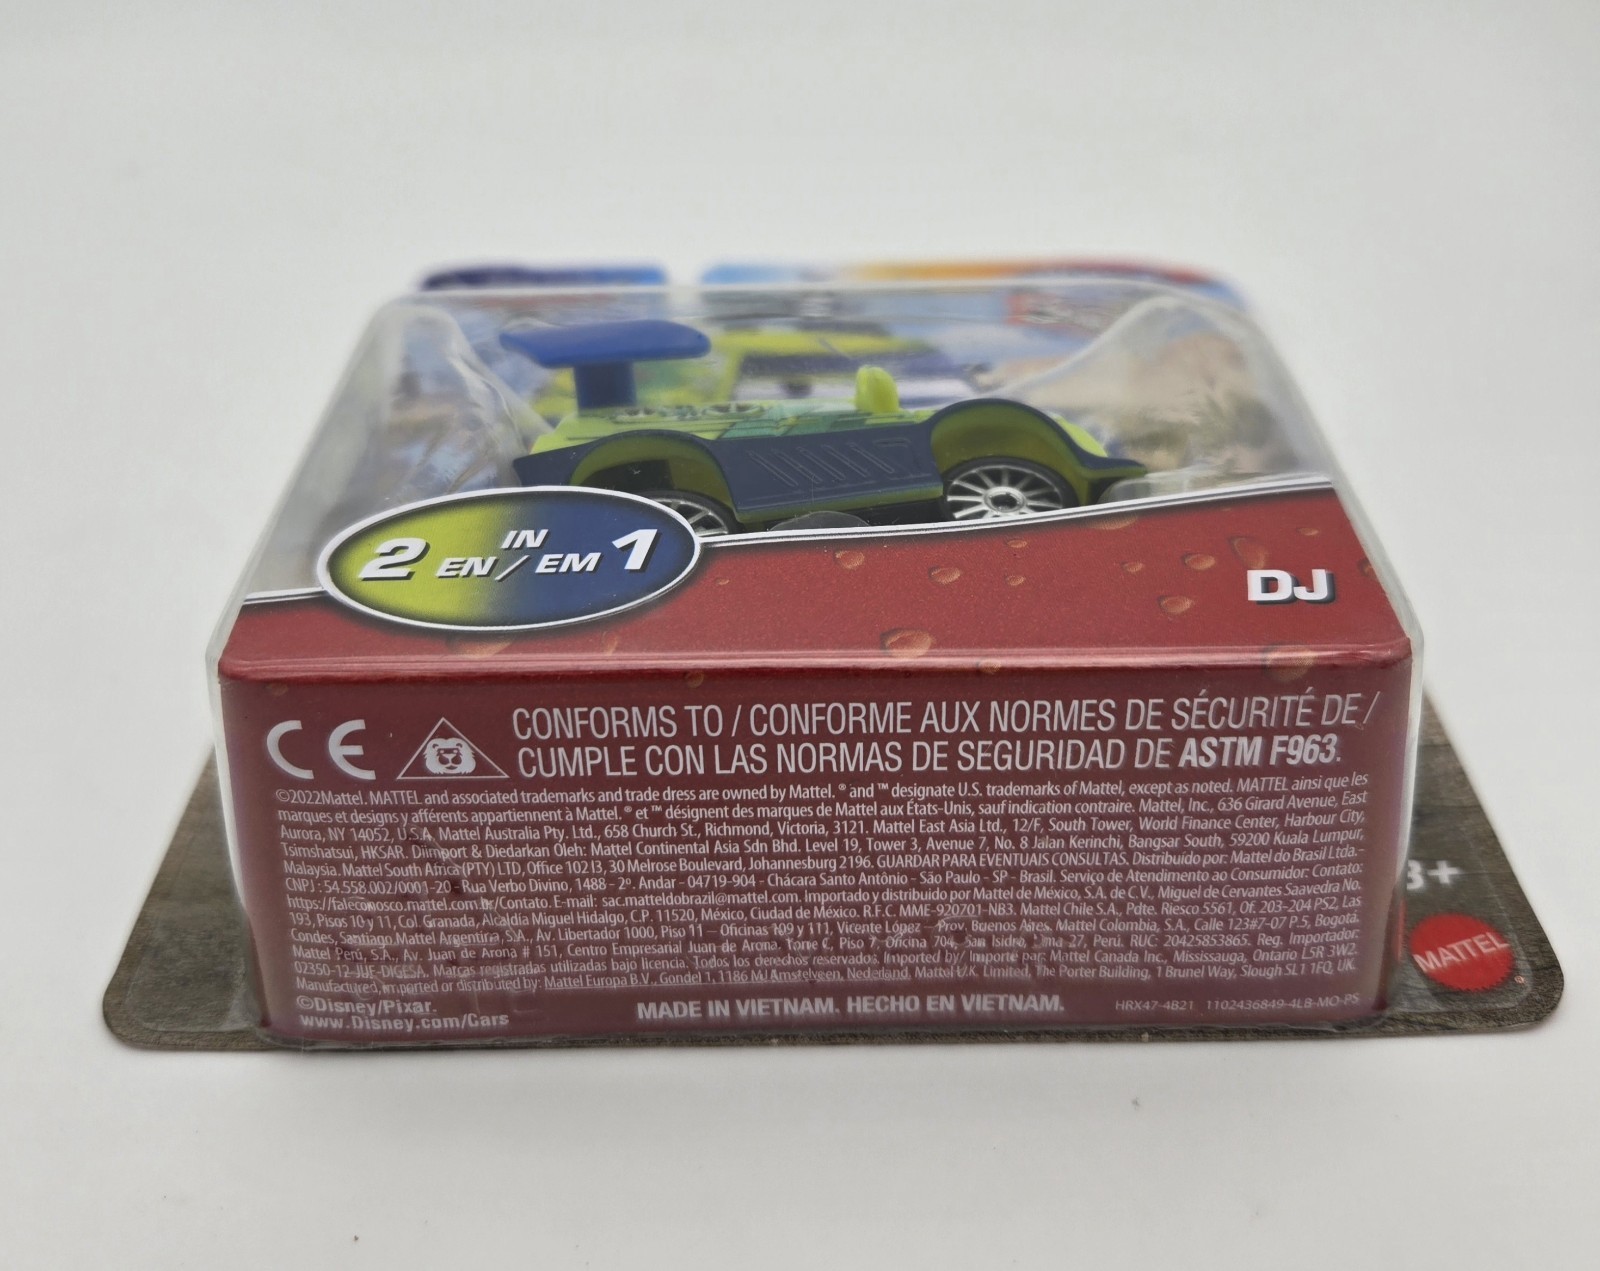 2 IN EN / EM 1
DJ
CE
CONFORMS TO / CONFORME AUX NORMES DE SÉCURITÉ DE /
CUMPLE CON LAS NORMAS DE SEGURIDAD DE ASTM F963.
©2022Mattel. MATTEL and associated trademarks and trade dress are owned by Mattel. ® and ™ designate U.S. trademarks of Mattel, except as noted. MATTEL ainsi que les
marques et designs y afférents appartiennent à Mattel. ® et ™ désignent des marques de Mattel aux États-Unis, sauf indication contraire. Mattel, Inc., 636 Girard Avenue, East
Aurora, NY 14052, U.S.A. Mattel Australia Pty. Ltd., 658 Church St., Richmond, Victoria, 3121. Mattel East Asia Ltd., 12/F, South Tower, World Finance Center, Harbour City,
Tsimshatsui, HKSAR. Diimport & Diedarkan Oleh: Mattel Continental Asia Sdn Bhd. Level 19, Tower 3, Avenue 7, No. 8 Jalan Kerinchi, Bangsar South, 59200 Kuala Lumpur,
Malaysia. Mattel South Africa (PTY) LTD, Office 102 I3, 30 Melrose Boulevard, Johannesburg 2196. GUARDAR PARA EVENTUAIS CONSULTAS. Distribuido por: Mattel do Brasil Ltda.-
CNPJ : 54.558.002/0001-20 - Rua Verbo Divino, 1488 - 2º. Andar - 04719-904 - Chácara Santo Antônio - São Paulo - SP - Brasil. Serviço de Atendimento ao Consumidor: Contato:
https://faleconosco.mattel.com.br/Contato. E-mail: sac.matteldobrazil@mattel.com. Importado y distribuido por Mattel de México, S.A. de C.V., Miguel de Cervantes Saavedra No.
193, Pisos 10 y 11, Col. Granada, Alcaldía Miguel Hidalgo, C.P. 11520, México, Ciudad de México. R.F.C. MME-920701-NB3. Mattel Chile S.A., Pdte. Riesco 5561, Of. 203-204 PS2, Las
Condes, Santiago. Mattel Argentina, S.A., Av. Libertador 1000, Piso 11 – Oficinas 109 y 111, Vicente López – Prov. Buenos Aires. Mattel Colombia, S.A., Calle 123#7-07 P.5, Bogotá.
Mattel Perú, S.A., Av. Juan de Arona # 151, Centro Empresarial Juan de Arona, Torre C, Piso 7, Oficina 704, San Isidro, Lima 27, Perú. RUC: 20425853865. Reg. Importador:
02350-12-JUE-DIGESA. Marcas registradas utilizadas bajo licencia. Todos los derechos reservados. Imported by/ Importé par: Mattel Canada Inc., Mississauga, Ontario L5R 3W2.
Manufactured, imported or distributed by: Mattel Europa B.V., Gondel 1, 1186 MJ Amstelveen, Nederland. Mattel U.K. Limited, The Porter Building, 1 Brunel Way, Slough SL1 1FQ, UK.
©Disney/Pixar.
www.Disney.com/Cars
MADE IN VIETNAM. HECHO EN VIETNAM.
HRX47-4B21 1102436849-4LB-MO-PS
3+
MATTEL